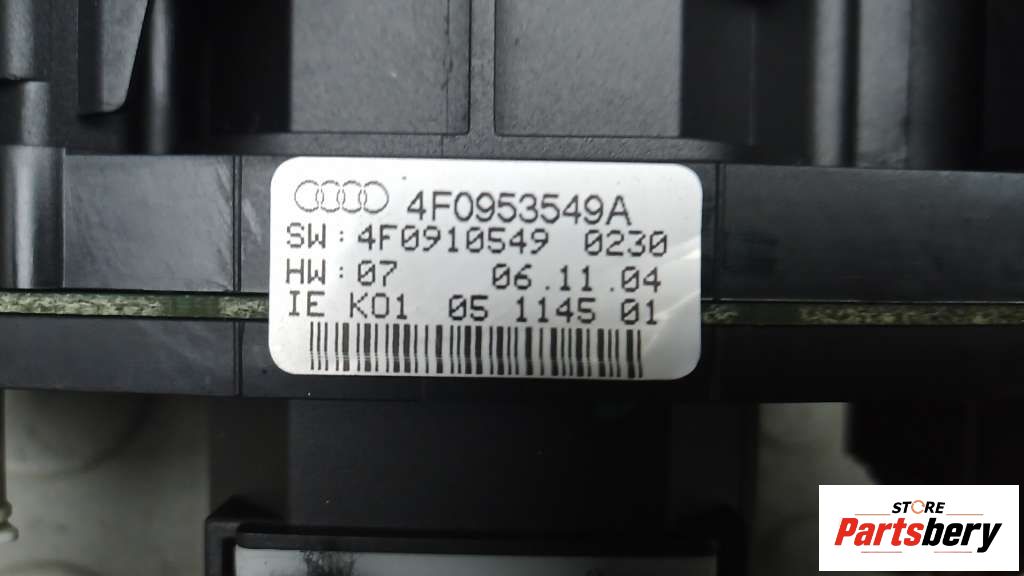 4F0953549A
SW: 4F0910549 0230
HW: 07 06.11.04
IE K01 05 1145 01
STORE
Partsbery